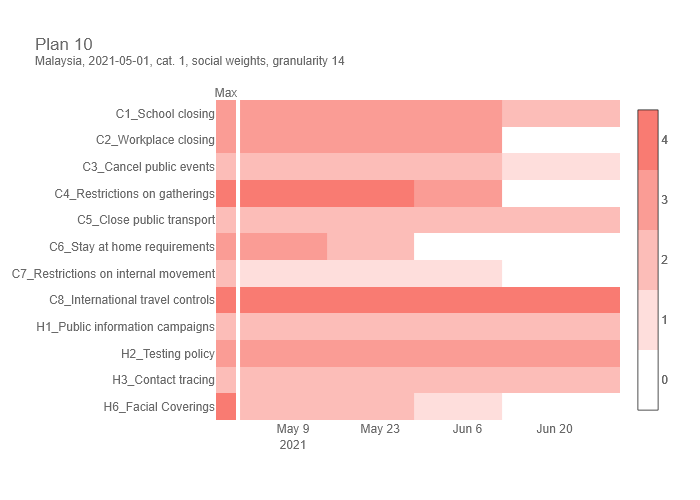 Plan 10
Malaysia, 2021-05-01, cat. 1, social weights, granularity 14
Max
C1_School closing
C2_Workplace closing
C3_Cancel public events
C4_Restrictions on gatherings
C5_Close public transport
C6_Stay at home requirements
C7_Restrictions on internal movement
C8_International travel controls
H1_Public information campaigns
H2_Testing policy
H3_Contact tracing
H6_Facial Coverings
May 9
2021
May 23
Jun 6
Jun 20
4
3
2
1
0